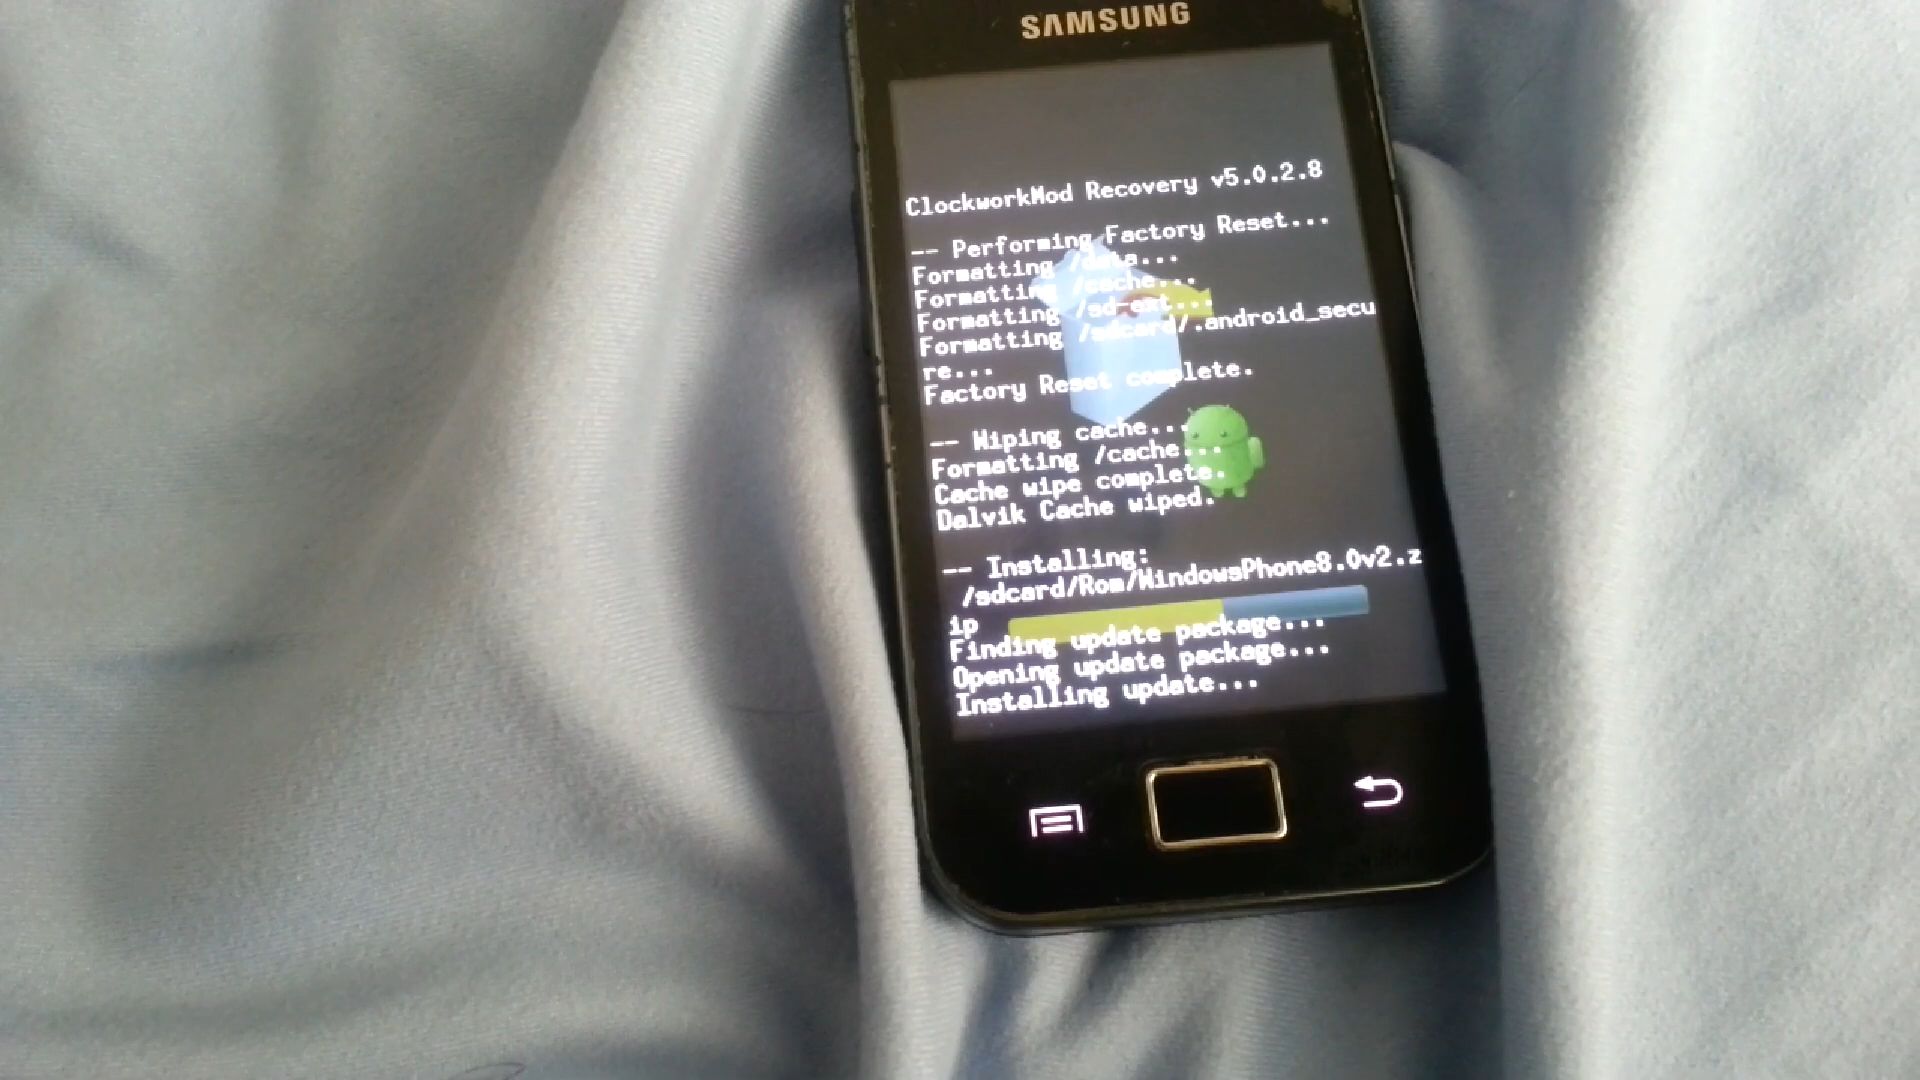 SAMSUNG
ClockworkMod Recovery v5.0.2.8
-- Performing Factory Reset...
Formatting /data...
Formatting /cache...
Formatting /sd-ext...
Formatting /sdcard/.android_secu
re...
Factory Reset complete.
-- Wiping cache...
Formatting /cache...
Cache wipe complete.
Dalvik Cache wiped.
-- Installing:
/sdcard/Rom/WindowsPhone8.0v2.z
ip
Finding update package...
Opening update package...
Installing update...